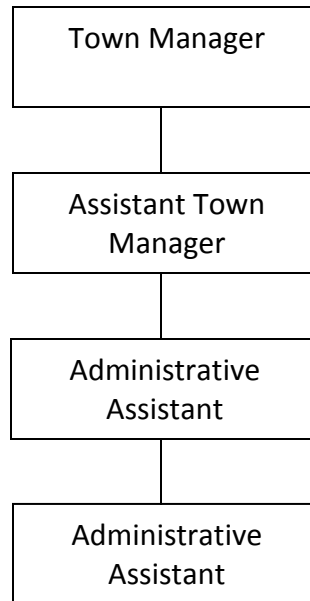 Town Manager
Assistant Town
Manager
Administrative
Assistant
Administrative
Assistant